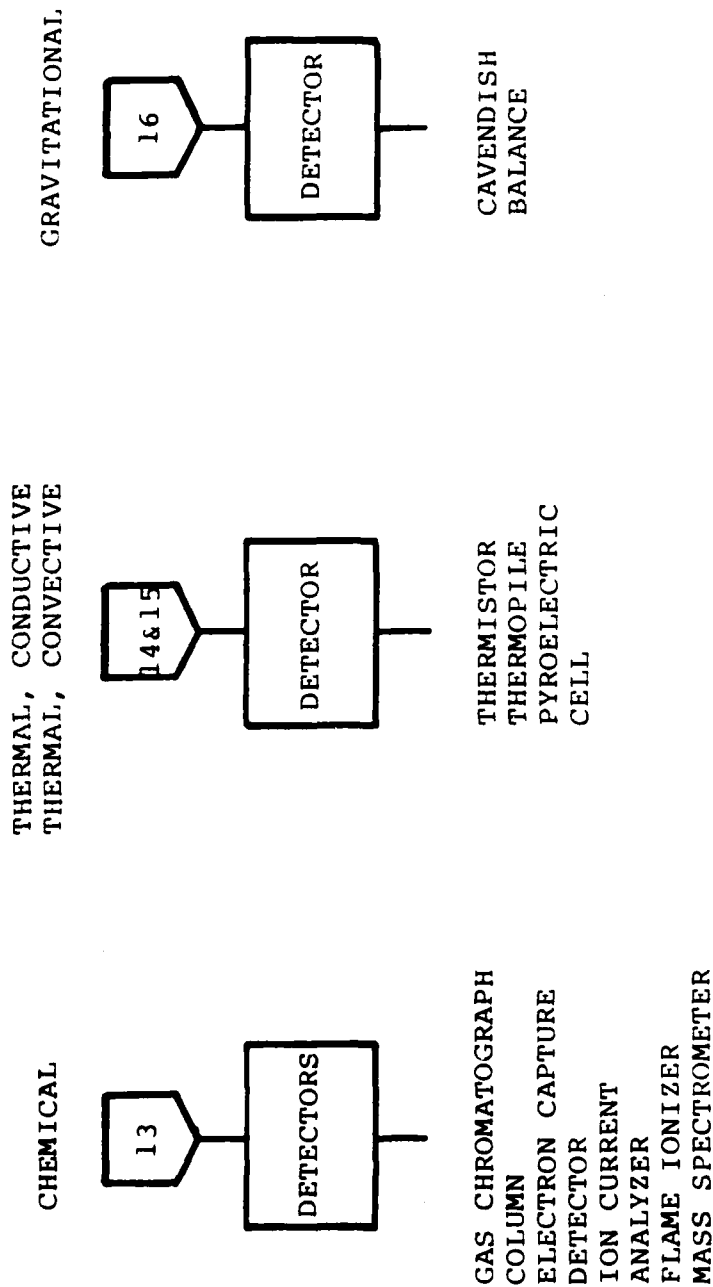 CHEMICAL
13
DETECTORS
GAS CHROMATOGRAPH
COLUMN
ELECTRON CAPTURE
DETECTOR
ION CURRENT
ANALYZER
FLAME IONIZER
MASS SPECTROMETER
THERMAL, CONDUCTIVE
THERMAL, CONVECTIVE
14&15
DETECTOR
THERMISTOR
THERMOPILE
PYROELECTRIC
CELL
GRAVITATIONAL
16
DETECTOR
CAVENDISH
BALANCE